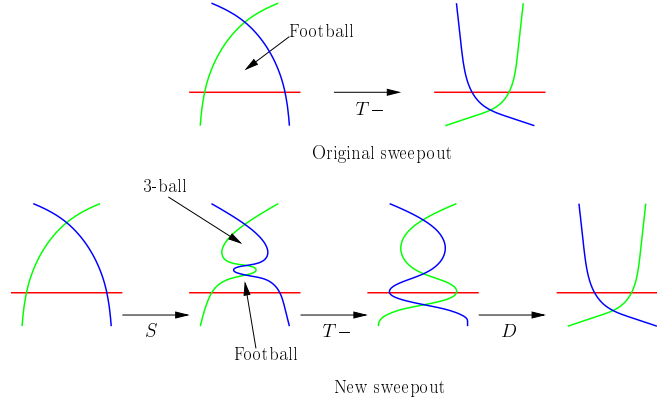 Football
T−
Original sweepout
3-ball
S
T−
D
Football
New sweepout